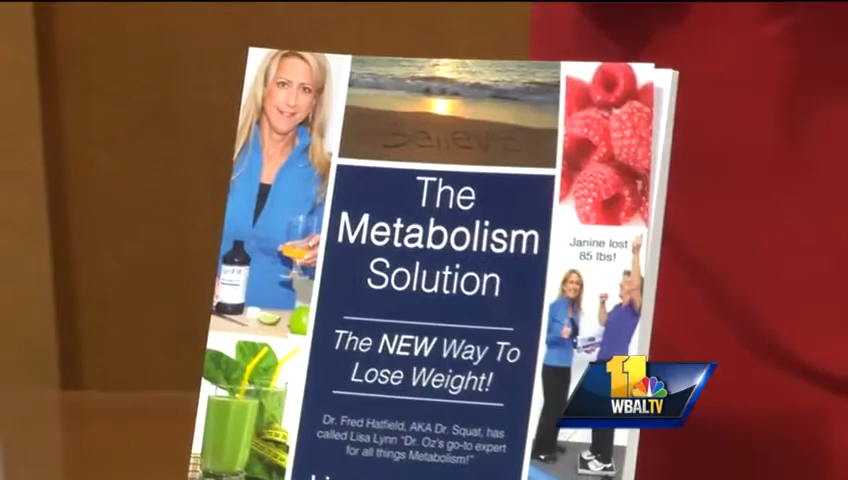 Believe
The
Metabolism
Solution
The NEW Way To
Lose Weight!
Dr. Fred Hatfield, AKA Dr. Squat, has
called Lisa Lynn "Dr. Oz's go-to expert
for all things Metabolism!"
Janine lost
85 lbs!
11
WBALTV